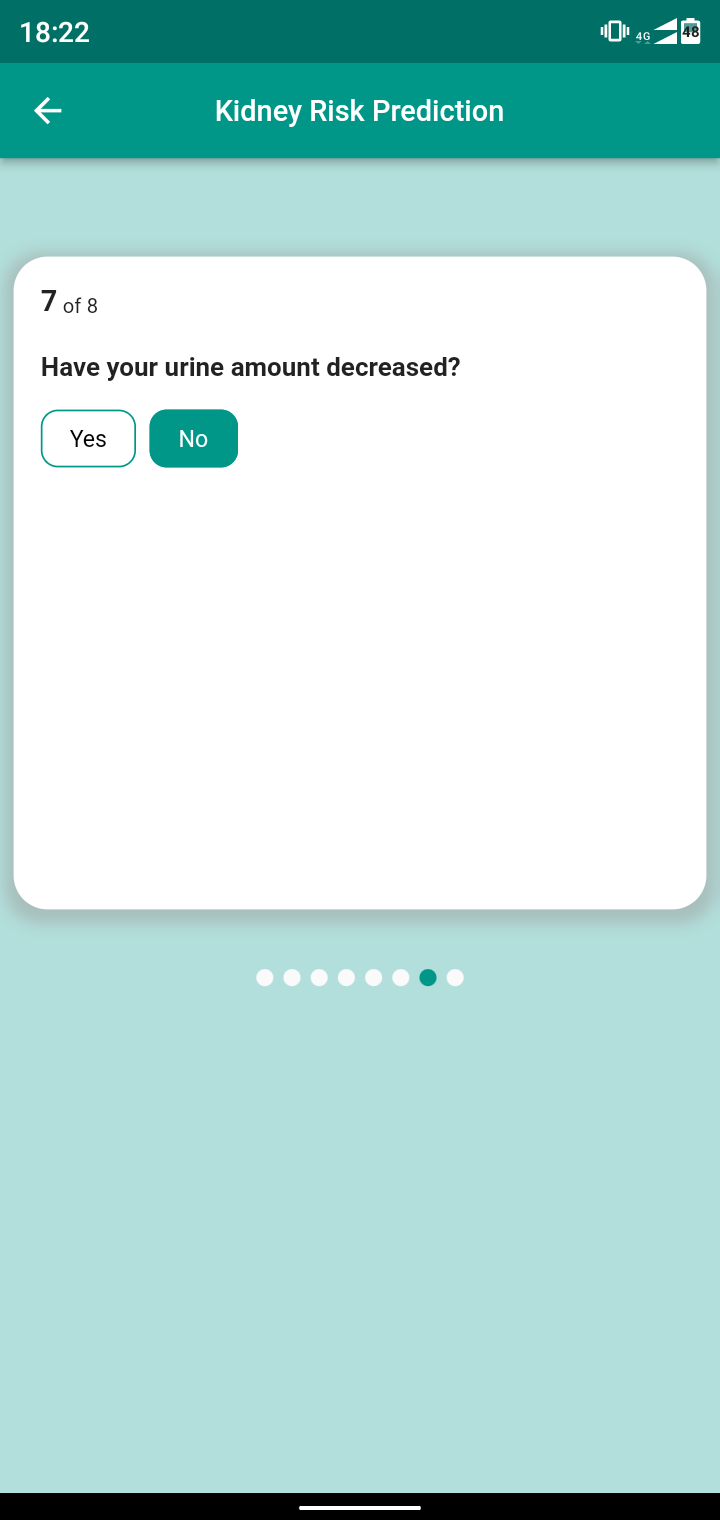 18:22
4G
48
Kidney Risk Prediction
7 of 8
Have your urine amount decreased?
Yes
No